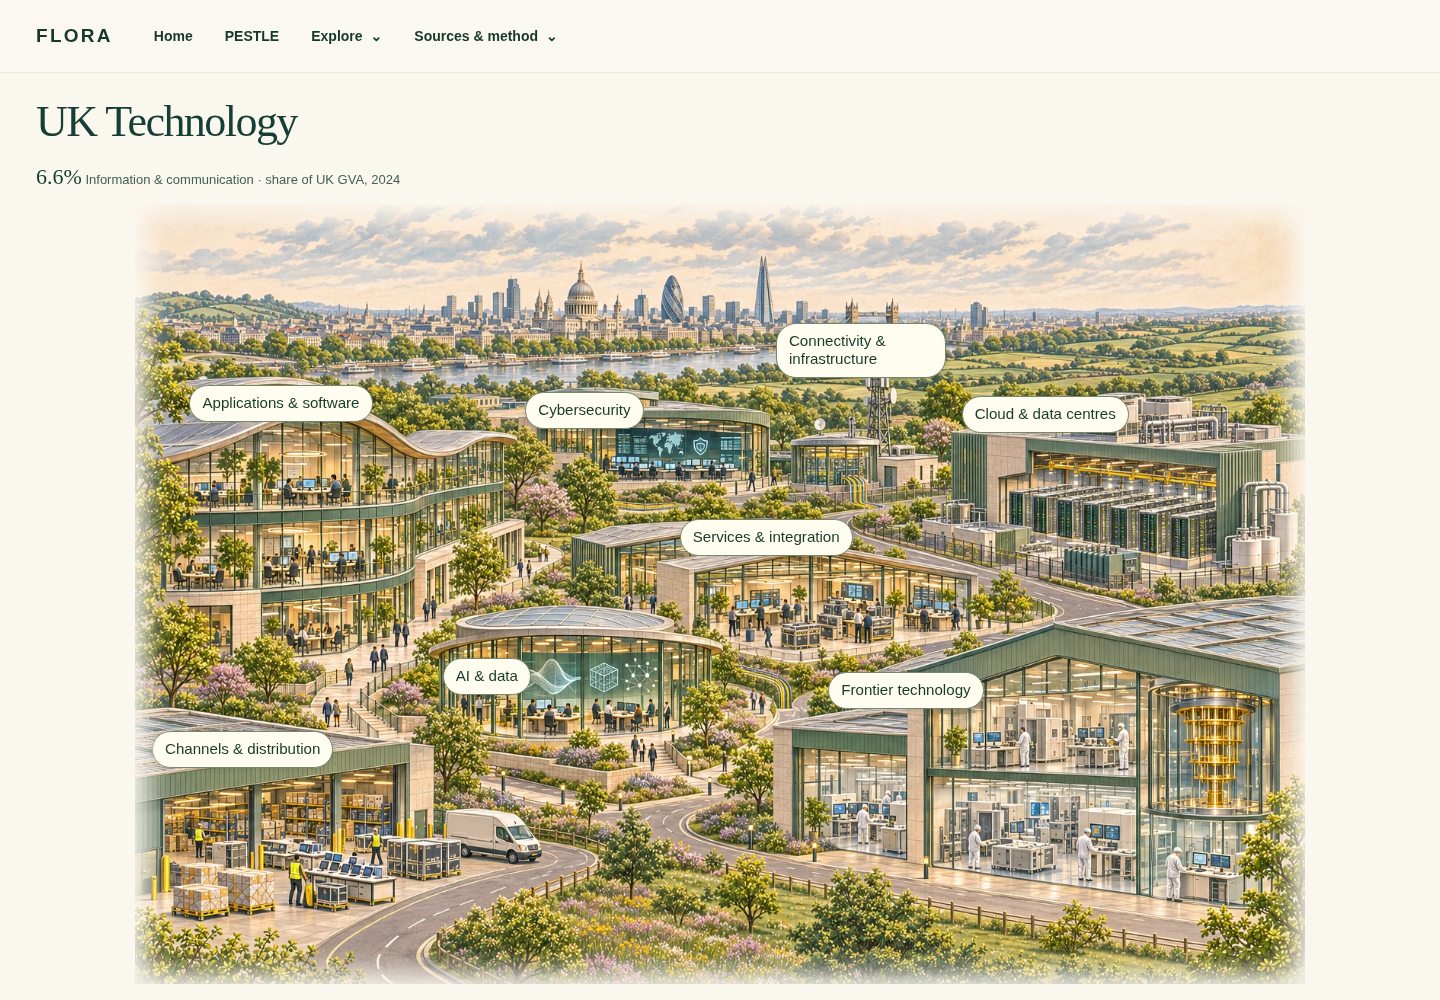 FLORA
Home
PESTLE
Explore
Sources & method
UK Technology
6.6% Information & communication · share of UK GVA, 2024
Connectivity &
infrastructure
Applications & software
Cybersecurity
Cloud & data centres
Services & integration
AI & data
Frontier technology
Channels & distribution